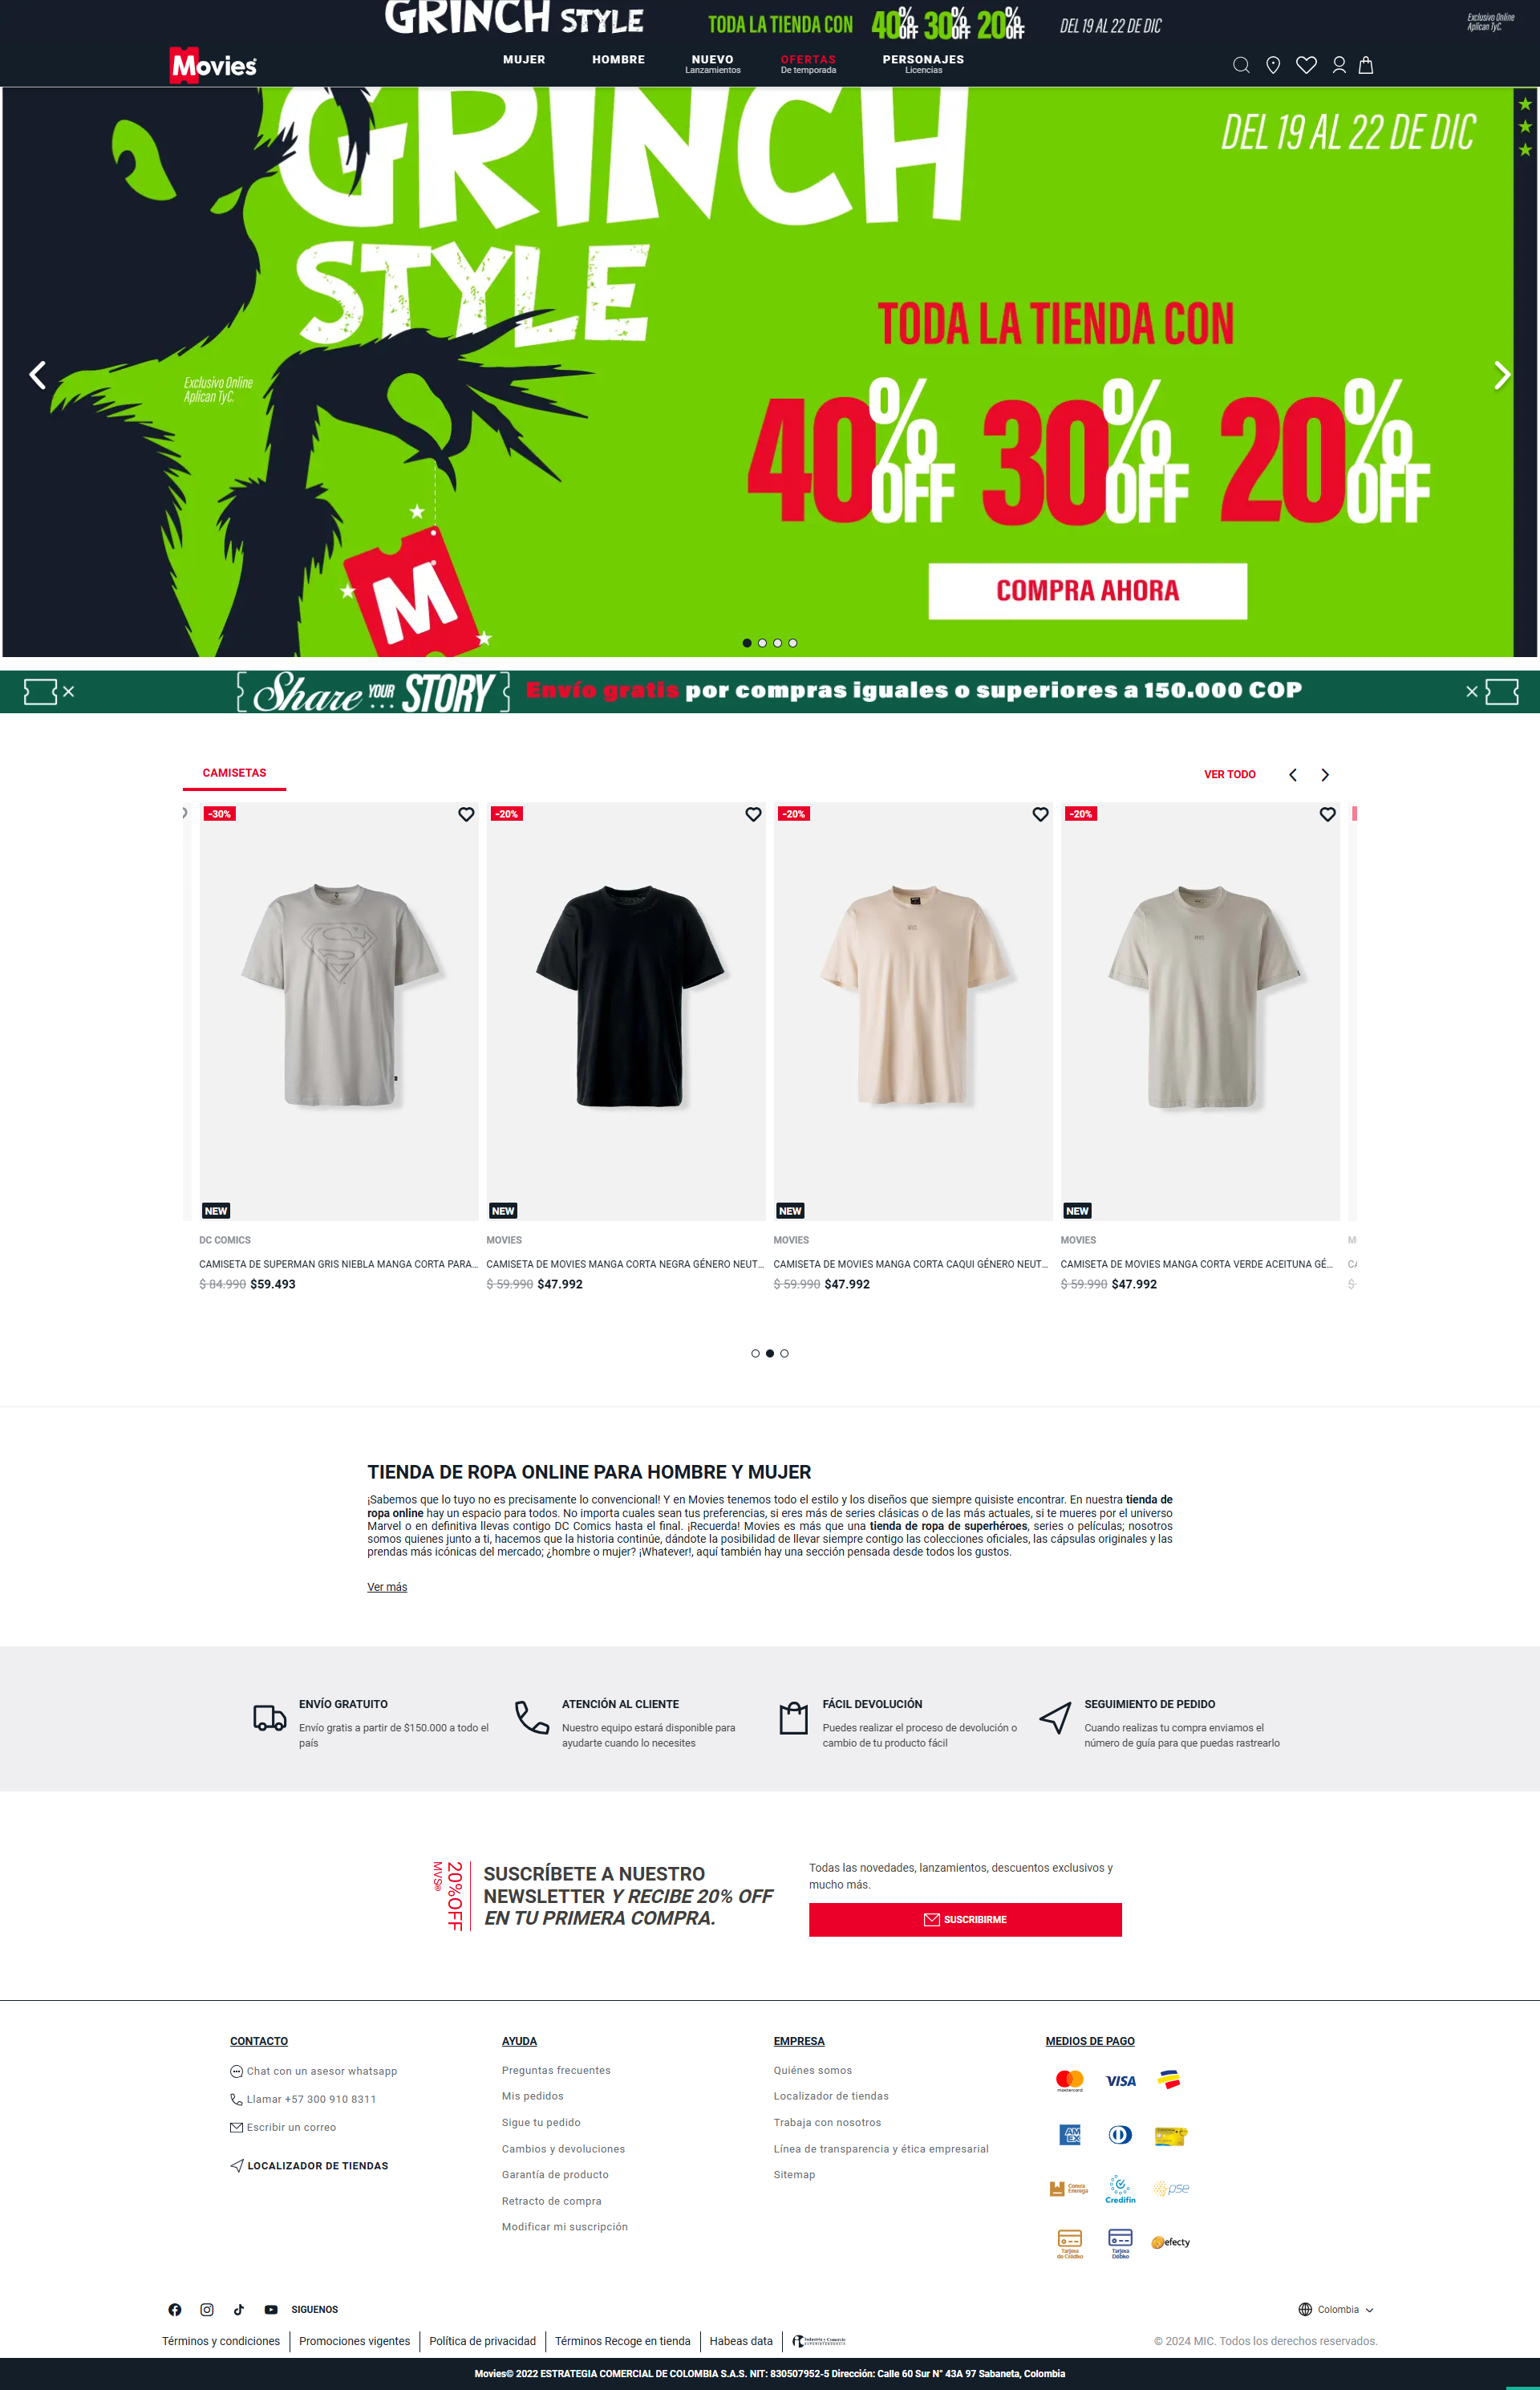 GRINCH STYLE TODA LA TIENDA CON 40% OFF 30% OFF 20% OFF DEL 19 AL 22 DE DIC Exclusivo Online Aplican TyC.
Movies
MUJER HOMBRE NUEVO OFERTAS PERSONAJES
Lanzamientos De temporada Licencias
GRINCH
STYLE
DEL 19 AL 22 DE DIC
TODA LA TIENDA CON
40% OFF 30% OFF 20% OFF
Exclusivo Online
Aplican TyC.
M
COMPRA AHORA
Share YOUR STORY Envío gratis por compras iguales o superiores a 150.000 COP
CAMISETAS
VER TODO
-30% -20% -20% -20%
MVS MVS
NEW NEW NEW NEW
DC COMICS MOVIES MOVIES MOVIES M
CAMISETA DE SUPERMAN GRIS NIEBLA MANGA CORTA PARA... CAMISETA DE MOVIES MANGA CORTA NEGRA GÉNERO NEUT... CAMISETA DE MOVIES MANGA CORTA CAQUI GÉNERO NEUT... CAMISETA DE MOVIES MANGA CORTA VERDE ACEITUNA GÉ...
$ 84.990 $59.493 $ 59.990 $47.992 $ 59.990 $47.992 $ 59.990 $47.992 $
TIENDA DE ROPA ONLINE PARA HOMBRE Y MUJER
¡Sabemos que lo tuyo no es precisamente lo convencional! Y en Movies tenemos todo el estilo y los diseños que siempre quisiste encontrar. En nuestra tienda de
ropa online hay un espacio para todos. No importa cuales sean tus preferencias, si eres más de series clásicas o de las más actuales, si te mueres por el universo
Marvel o en definitiva llevas contigo DC Comics hasta el final. ¡Recuerda! Movies es más que una tienda de ropa de superhéroes, series o películas; nosotros
somos quienes junto a ti, hacemos que la historia continúe, dándote la posibilidad de llevar siempre contigo las colecciones oficiales, las cápsulas originales y las
prendas más icónicas del mercado; ¿hombre o mujer? ¡Whatever!, aquí también hay una sección pensada desde todos los gustos.
Ver más
ENVÍO GRATUITO
Envío gratis a partir de $150.000 a todo el
país
ATENCIÓN AL CLIENTE
Nuestro equipo estará disponible para
ayudarte cuando lo necesites
FÁCIL DEVOLUCIÓN
Puedes realizar el proceso de devolución o
cambio de tu producto fácil
SEGUIMIENTO DE PEDIDO
Cuando realizas tu compra enviamos el
número de guía para que puedas rastrearlo
20%OFF
MVS®
SUSCRÍBETE A NUESTRO
NEWSLETTER Y RECIBE 20% OFF
EN TU PRIMERA COMPRA.
Todas las novedades, lanzamientos, descuentos exclusivos y
mucho más.
SUSCRIBIRME
CONTACTO
Chat con un asesor whatsapp
Llamar +57 300 910 8311
Escribir un correo
LOCALIZADOR DE TIENDAS
AYUDA
Preguntas frecuentes
Mis pedidos
Sigue tu pedido
Cambios y devoluciones
Garantía de producto
Retracto de compra
Modificar mi suscripción
EMPRESA
Quiénes somos
Localizador de tiendas
Trabaja con nosotros
Línea de transparencia y ética empresarial
Sitemap
MEDIOS DE PAGO
mastercard VISA
AM EX
Contra Entrega Credifin pse
Tarjeta de Crédito Tarjeta Débito efecty
SIGUENOS
Colombia
Términos y condiciones Promociones vigentes Política de privacidad Términos Recoge en tienda Habeas data Industria y Comercio SUPERINTENDENCIA
© 2024 MIC. Todos los derechos reservados.
Movies© 2022 ESTRATEGIA COMERCIAL DE COLOMBIA S.A.S. NIT: 830507952-5 Dirección: Calle 60 Sur N° 43A 97 Sabaneta, Colombia